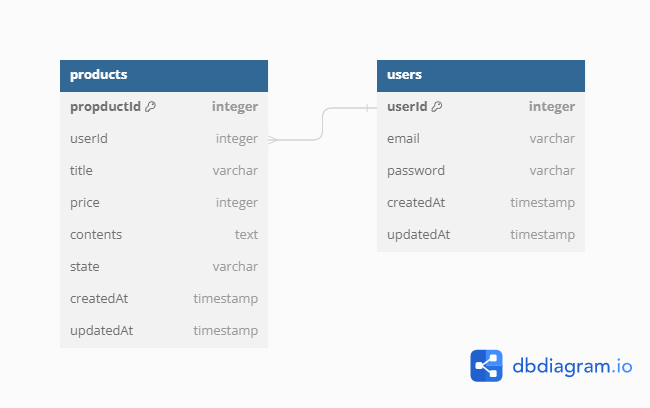 products
propductId integer
userId integer
title varchar
price integer
contents text
state varchar
createdAt timestamp
updatedAt timestamp
users
userId integer
email varchar
password varchar
createdAt timestamp
updatedAt timestamp
dbdiagram.io